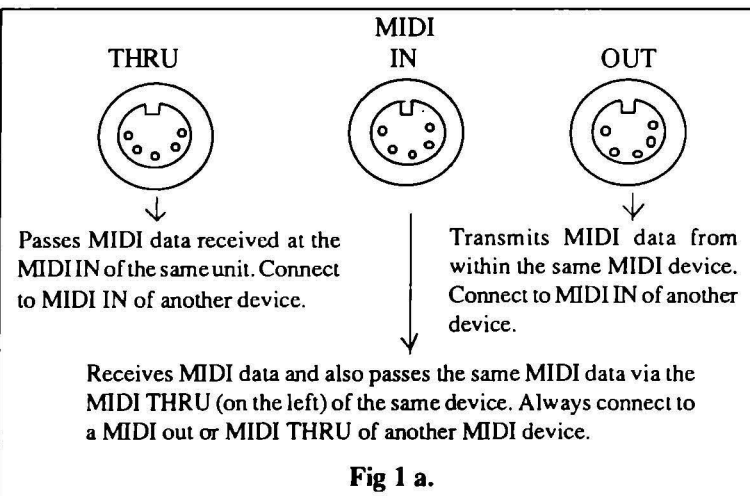 MIDI
THRU IN OUT
Passes MIDI data received at the
MIDI IN of the same unit. Connect
to MIDI IN of another device.
Transmits MIDI data from
within the same MIDI device.
Connect to MIDI IN of another
device.
Receives MIDI data and also passes the same MIDI data via the
MIDI THRU (on the left) of the same device. Always connect to
a MIDI out or MIDI THRU of another MIDI device.
Fig 1 a.